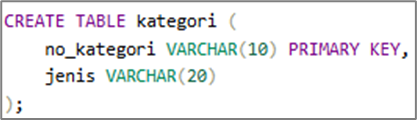 CREATE TABLE kategori (
    no_kategori VARCHAR(10) PRIMARY KEY,
    jenis VARCHAR(20)
);